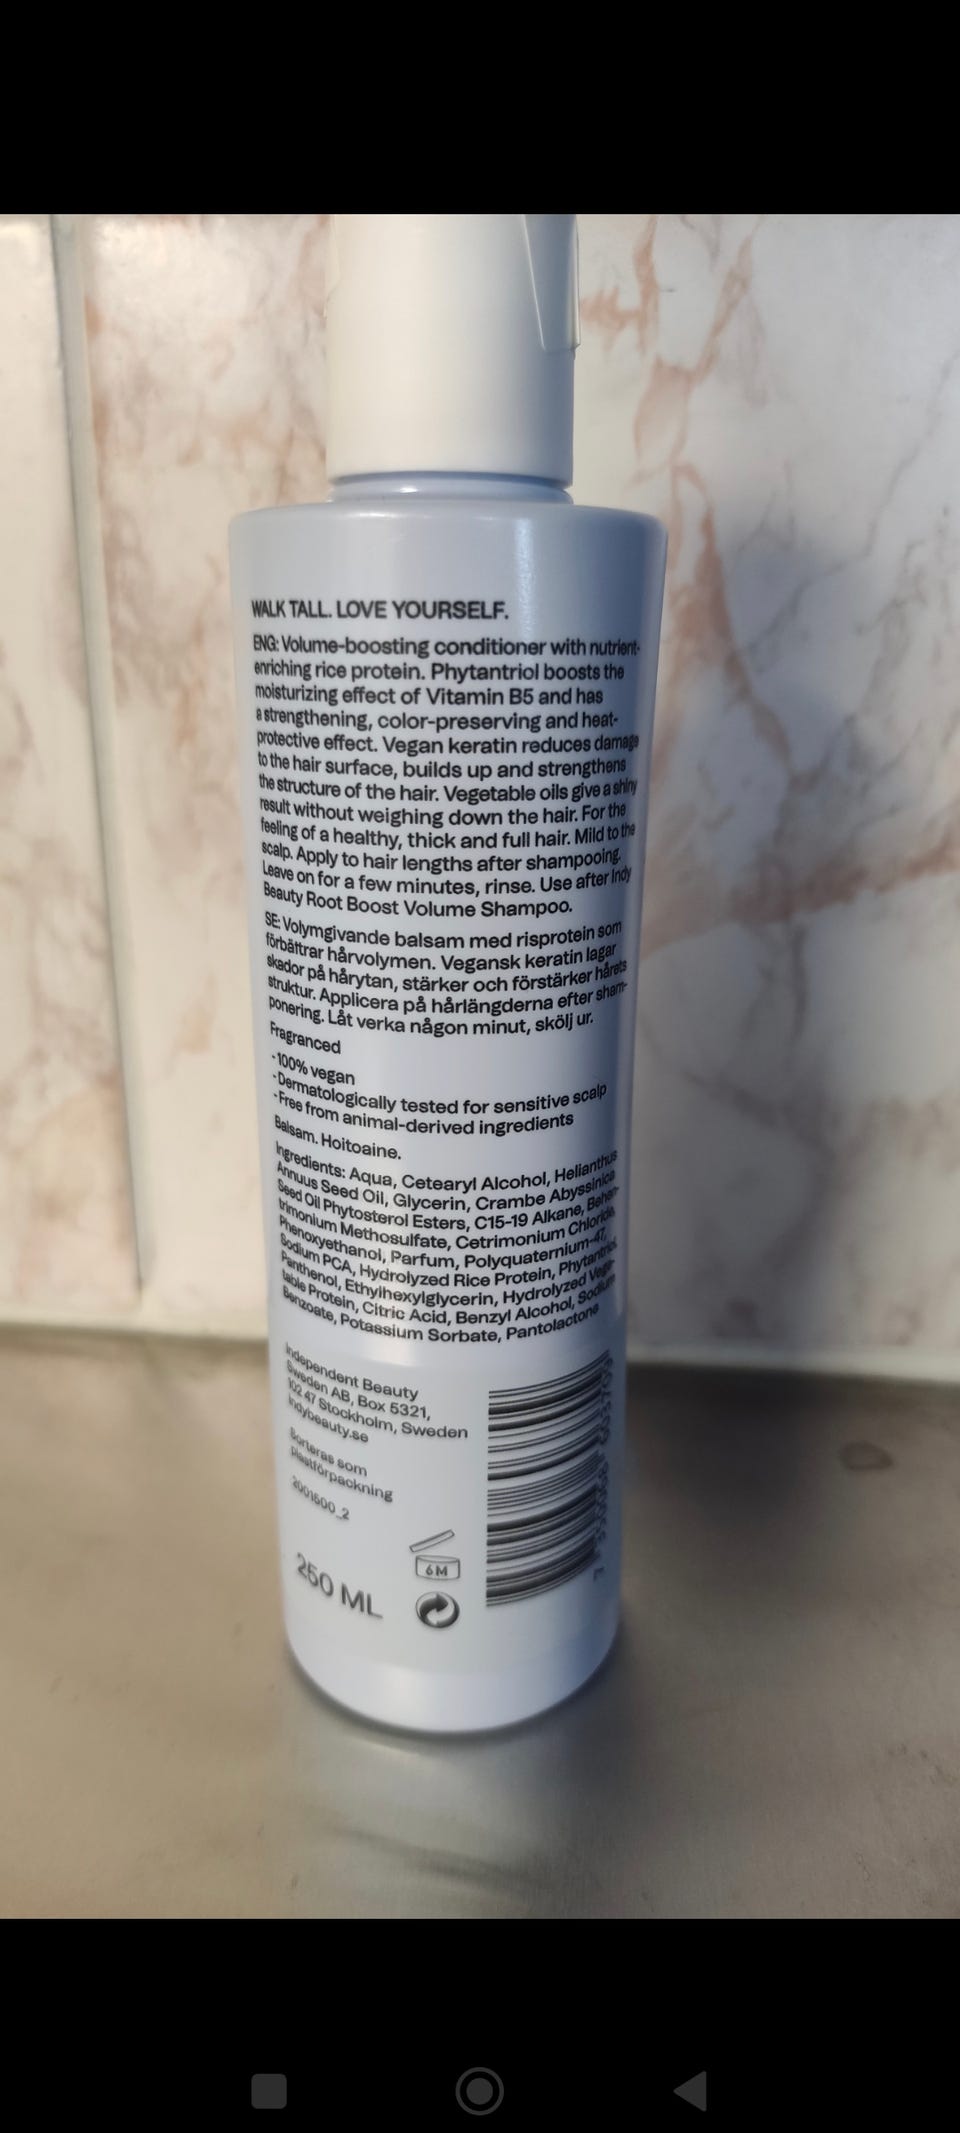 WALK TALL. LOVE YOURSELF.
ENG: Volume-boosting conditioner with nutrient-
enriching rice protein. Phytantriol boosts the
moisturizing effect of Vitamin B5 and has
a strengthening, color-preserving and heat-
protective effect. Vegan keratin reduces damage
to the hair surface, builds up and strengthens
the structure of the hair. Vegetable oils give a shiny
result without weighing down the hair. For the
feeling of a healthy, thick and full hair. Mild to the
scalp. Apply to hair lengths after shampooing.
Leave on for a few minutes, rinse. Use after Indy
Beauty Root Boost Volume Shampoo.
SE: Volymgivande balsam med risprotein som
förbättrar hårvolymen. Vegansk keratin lagar
skador på hårytan, stärker och förstärker hårets
struktur. Applicera på hårlängderna efter sham-
ponering. Låt verka någon minut, skölj ur.
Fragranced
-100% vegan
-Dermatologically tested for sensitive scalp
-Free from animal-derived ingredients
Balsam. Hoitoaine.
Ingredients: Aqua, Cetearyl Alcohol, Helianthus
Annuus Seed Oil, Glycerin, Crambe Abyssinica
Seed Oil Phytosterol Esters, C15-19 Alkane, Behen-
trimonium Methosulfate, Cetrimonium Chloride,
Phenoxyethanol, Parfum, Polyquaternium-47,
Sodium PCA, Hydrolyzed Rice Protein, Phytantriol,
Panthenol, Ethylhexylglycerin, Hydrolyzed Vege-
table Protein, Citric Acid, Benzyl Alcohol, Sodium
Benzoate, Potassium Sorbate, Pantolactone
Independent Beauty
Sweden AB, Box 5321,
102 47 Stockholm, Sweden
indybeauty.se
Sorteras som
plastförpackning
2001600_2
6M
250 ML